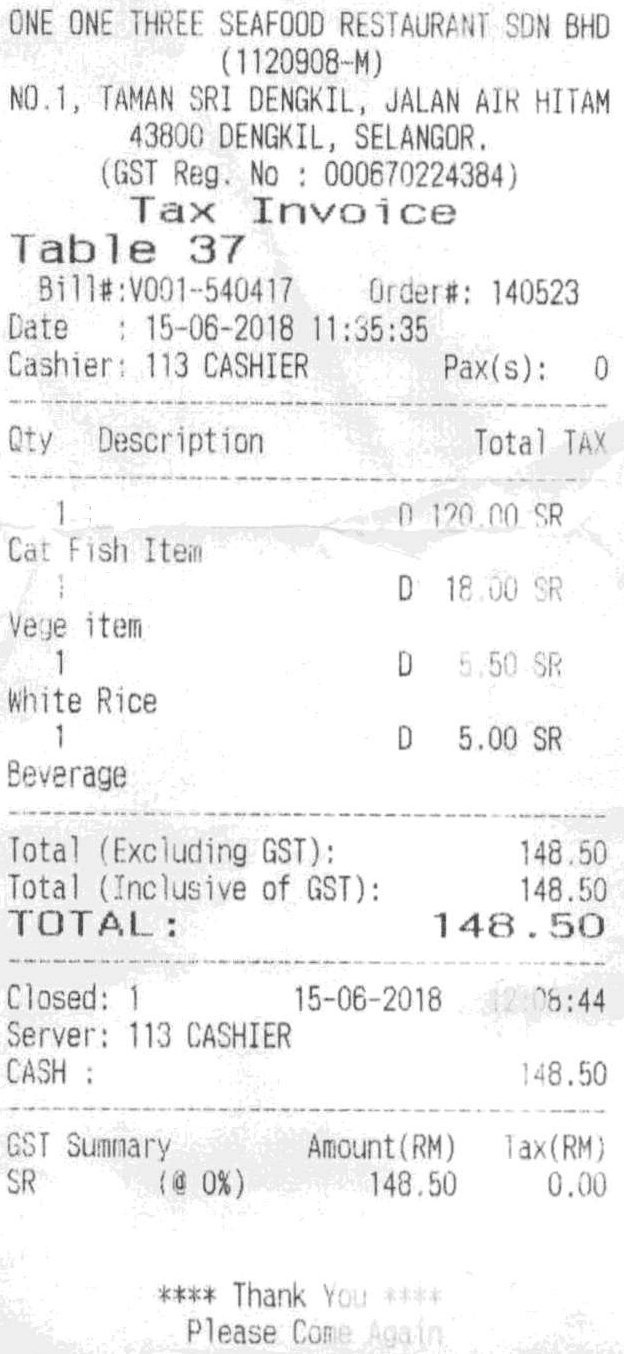 ONE ONE THREE SEAFOOD RESTAURANT SDN BHD
(1120908-M)
NO.1, TAMAN SRI DENGKIL, JALAN AIR HITAM
43800 DENGKIL, SELANGOR.
(GST Reg. No : 000670224384)
Tax Invoice
Table 37
Bill#:V001-540417 Order#: 140523
Date : 15-06-2018 11:35:35
Cashier: 113 CASHIER Pax(s): 0
Qty Description Total TAX
1 D 120.00 SR
Cat Fish Item
1 D 18.00 SR
Vege item
1 D 5.50 SR
White Rice
1 D 5.00 SR
Beverage
Total (Excluding GST): 148.50
Total (Inclusive of GST): 148.50
TOTAL: 148.50
Closed: 1 15-06-2018 12:08:44
Server: 113 CASHIER
CASH : 148.50
GST Summary Amount(RM) Tax(RM)
SR (@ 0%) 148.50 0.00
**** Thank You ****
Please Come Again